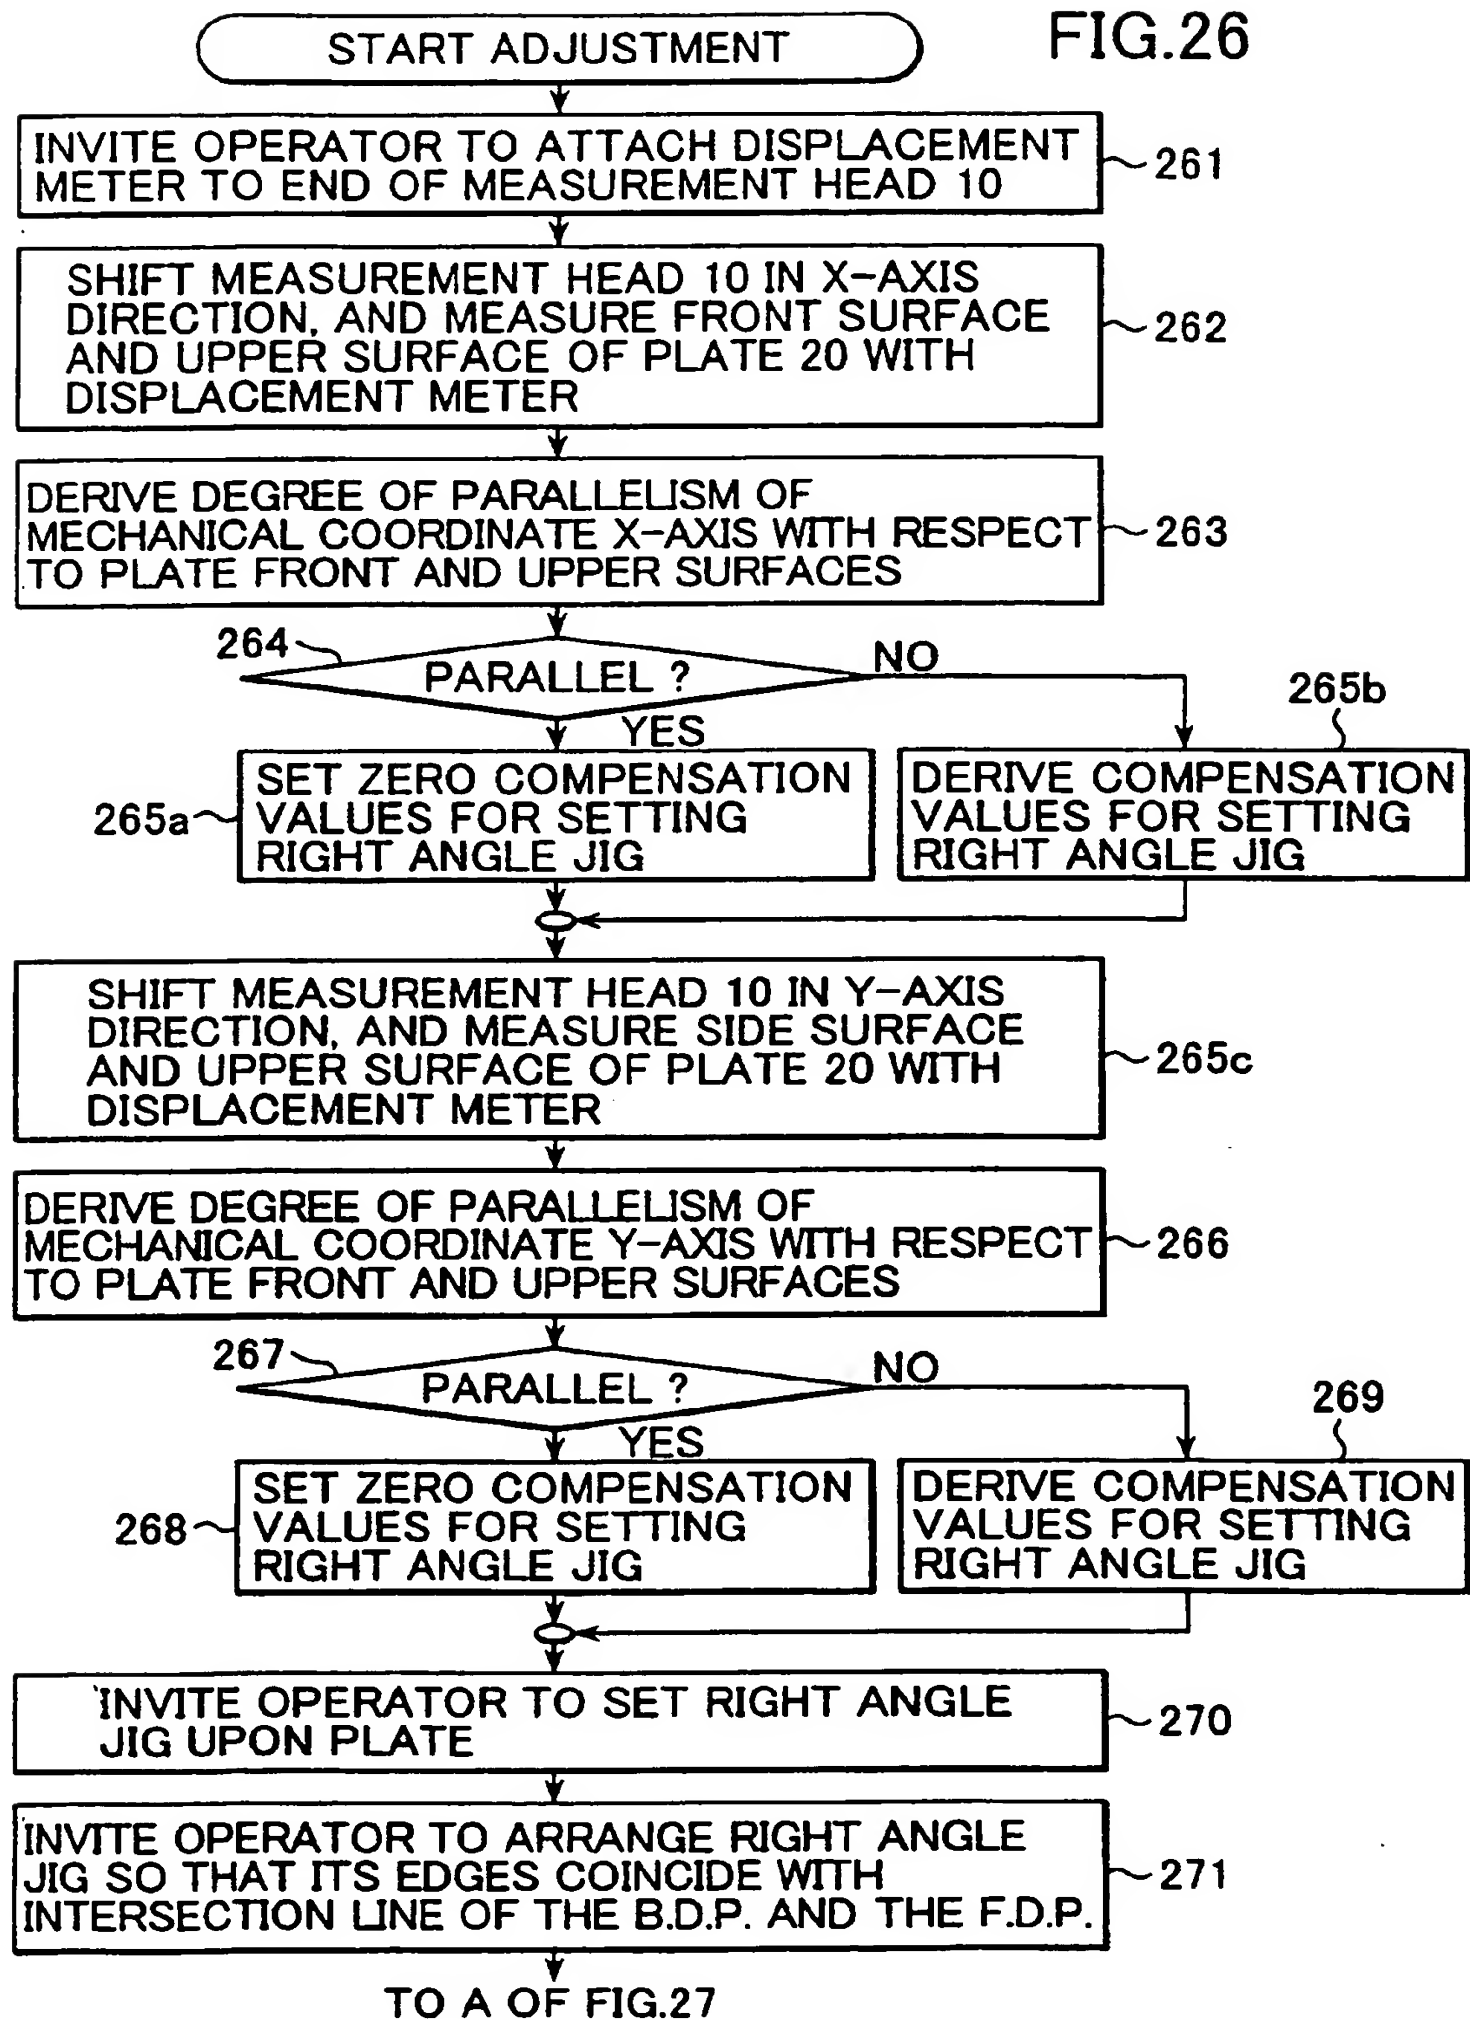 FIG.26
START ADJUSTMENT
INVITE OPERATOR TO ATTACH DISPLACEMENT
METER TO END OF MEASUREMENT HEAD 10
261
SHIFT MEASUREMENT HEAD 10 IN X-AXIS
DIRECTION, AND MEASURE FRONT SURFACE
AND UPPER SURFACE OF PLATE 20 WITH
DISPLACEMENT METER
262
DERIVE DEGREE OF PARALLELISM OF
MECHANICAL COORDINATE X-AXIS WITH RESPECT
TO PLATE FRONT AND UPPER SURFACES
263
264
PARALLEL ?
NO
YES
265b
SET ZERO COMPENSATION
VALUES FOR SETTING
RIGHT ANGLE JIG
265a
DERIVE COMPENSATION
VALUES FOR SETTING
RIGHT ANGLE JIG
SHIFT MEASUREMENT HEAD 10 IN Y-AXIS
DIRECTION, AND MEASURE SIDE SURFACE
AND UPPER SURFACE OF PLATE 20 WITH
DISPLACEMENT METER
265c
DERIVE DEGREE OF PARALLELISM OF
MECHANICAL COORDINATE Y-AXIS WITH RESPECT
TO PLATE FRONT AND UPPER SURFACES
266
267
PARALLEL ?
NO
YES
269
SET ZERO COMPENSATION
VALUES FOR SETTING
RIGHT ANGLE JIG
268
DERIVE COMPENSATION
VALUES FOR SETTING
RIGHT ANGLE JIG
INVITE OPERATOR TO SET RIGHT ANGLE
JIG UPON PLATE
270
INVITE OPERATOR TO ARRANGE RIGHT ANGLE
JIG SO THAT ITS EDGES COINCIDE WITH
INTERSECTION LINE OF THE B.D.P. AND THE F.D.P.
271
TO A OF FIG.27